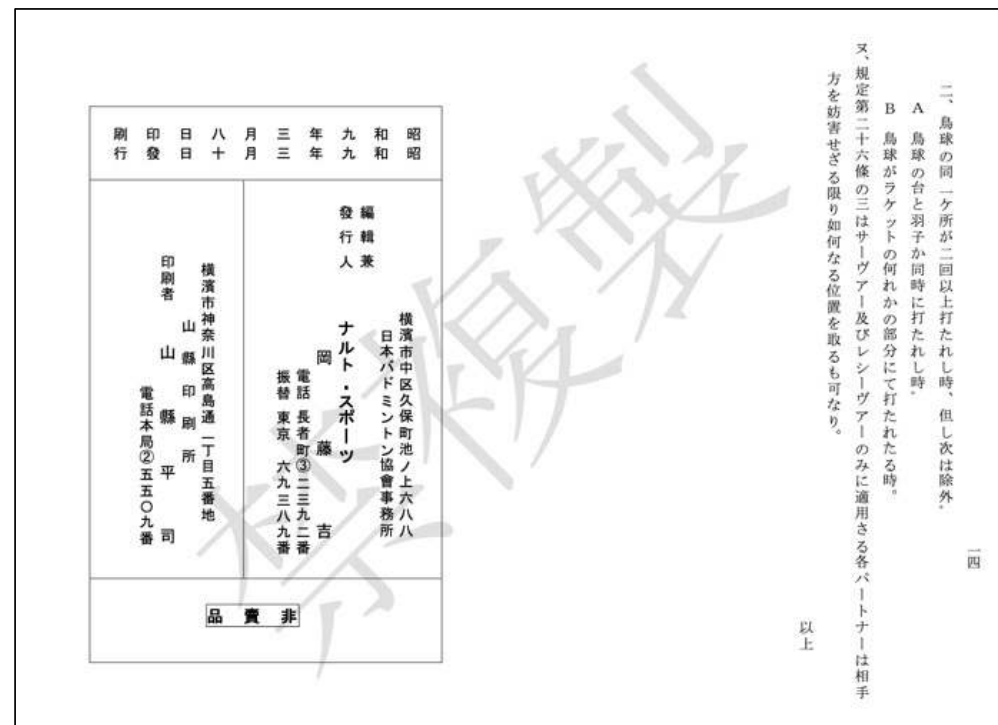 一四
二、鳥球の同一ケ所が二回以上打たれし時、但し次は除外。
A 鳥球の台と羽子か同時に打たれし時。
B 鳥球がラケットの何れかの部分にて打たれたる時。
ヌ、規定第二十六條の三はサーヴアー及びレシーヴアーのみに適用さる各パートナーは相手
方を妨害せざる限り如何なる位置を取るも可なり。
以上
昭和九年三月八日印刷
昭和九年三月十日發行
横濱市中区久保町池ノ上六八八
日本バドミントン協會事務所
編輯兼
發行人
ナルト・スポーツ
岡藤吉
電話 長者町③二三九二番
振替 東京 六九三八九番
横濱市神奈川区高島通一丁目五番地
山縣印刷所
印刷者 山縣平司
電話本局②五五〇九番
非賣品
禁複製